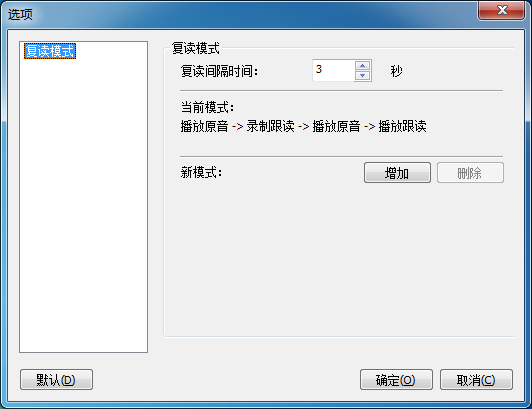 选项
复读模式
复读模式
复读间隔时间：
3
秒
当前模式：
播放原音 -> 录制跟读 -> 播放原音 -> 播放跟读
新模式：
增加
删除
默认(D)
确定(O)
取消(C)